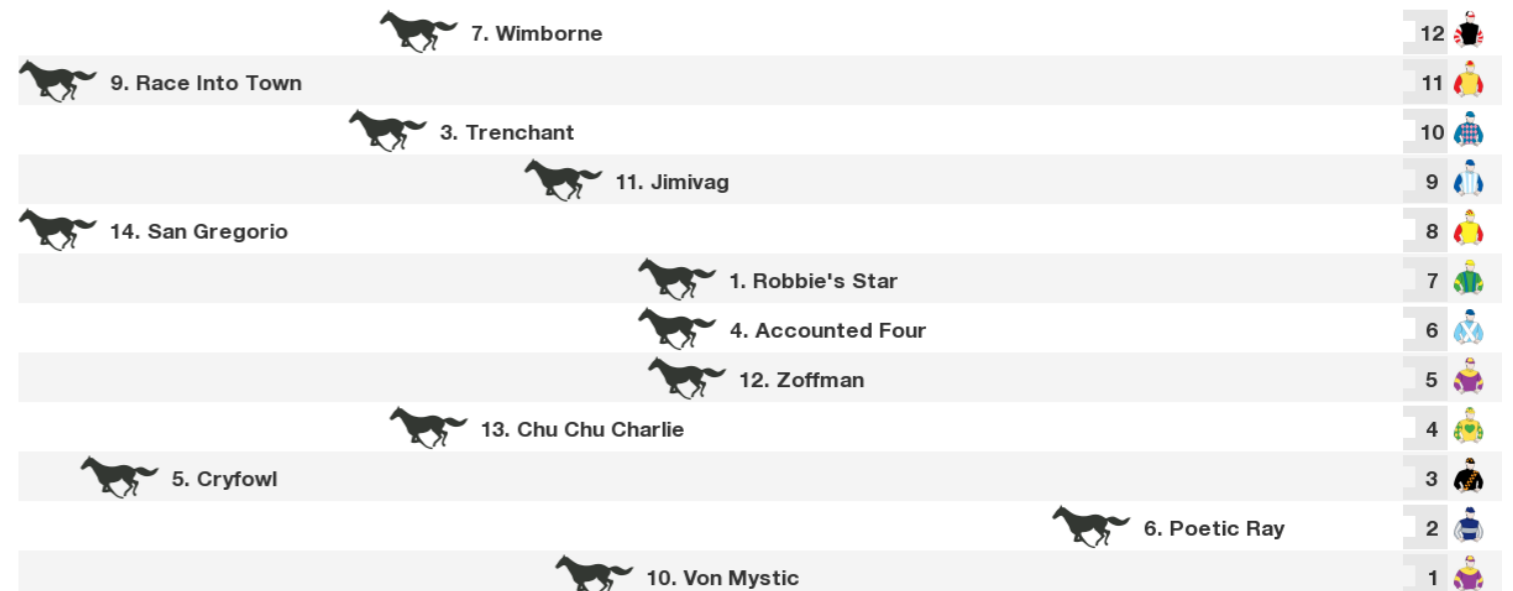 7. Wimborne 12
9. Race Into Town 11
3. Trenchant 10
11. Jimivag 9
14. San Gregorio 8
1. Robbie's Star 7
4. Accounted Four 6
12. Zoffman 5
13. Chu Chu Charlie 4
5. Cryfowl 3
6. Poetic Ray 2
10. Von Mystic 1